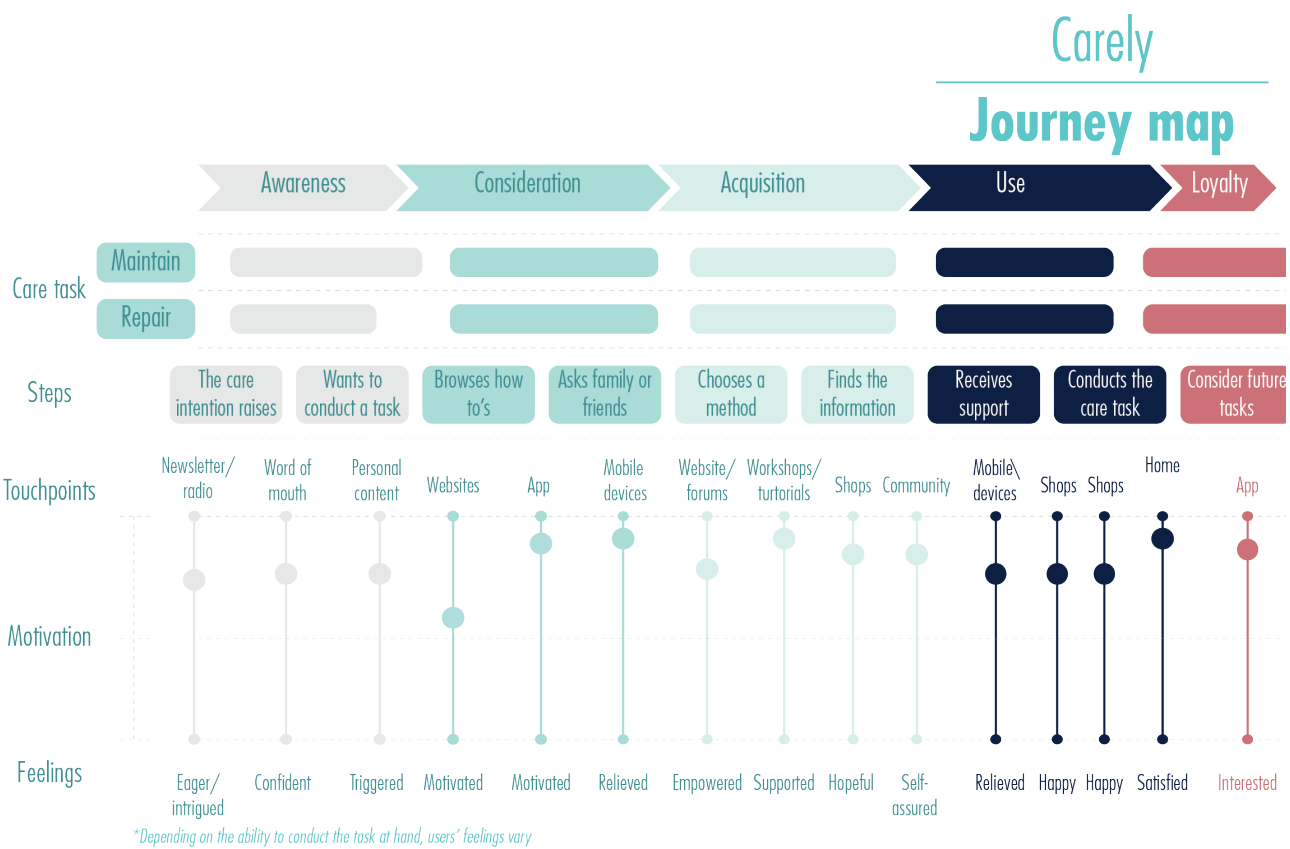 Carely
Journey map
Awareness
Consideration
Acquisition
Use
Loyalty
Care task
Maintain
Repair
Steps
The care
intention raises
Wants to
conduct a task
Browses how
to's
Asks family or
friends
Chooses a
method
Finds the
information
Receives
support
Conducts the
care task
Consider future
tasks
Touchpoints
Newsletter/
radio
Word of
mouth
Personal
content
Websites
App
Mobile
devices
Website/
forums
Workshops/
turtorials
Shops
Community
Mobile\
devices
Shops
Shops
Home
App
Motivation
Feelings
Eager/
intrigued
Confident
Triggered
Motivated
Motivated
Relieved
Empowered
Supported
Hopeful
Self-
assured
Relieved
Happy
Happy
Satisfied
Interested
*Depending on the ability to conduct the task at hand, users' feelings vary